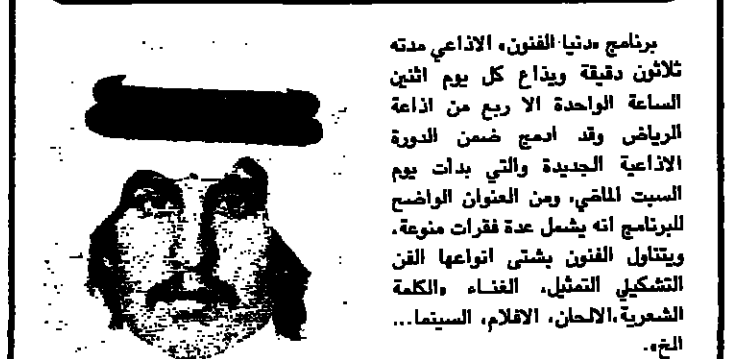 برنامج «دنيا الفنون» الاذاعي مدته
ثلاثون دقيقة ويذاع كل يوم اثنين
الساعة الواحدة الا ربع من اذاعة
الرياض وقد ادمج ضمن الدورة
الاذاعية الجديدة والتي بدأت يوم
السبت الماضي، ومن العنوان الواضح
للبرنامج انه يشمل عدة فقرات منوعة.
ويتناول الفنون بشتى انواعها الفن
التشكيلي التمثيل، الغناء «الكلمة
الشعرية، الالحان، الافلام، السينما...
الخ».